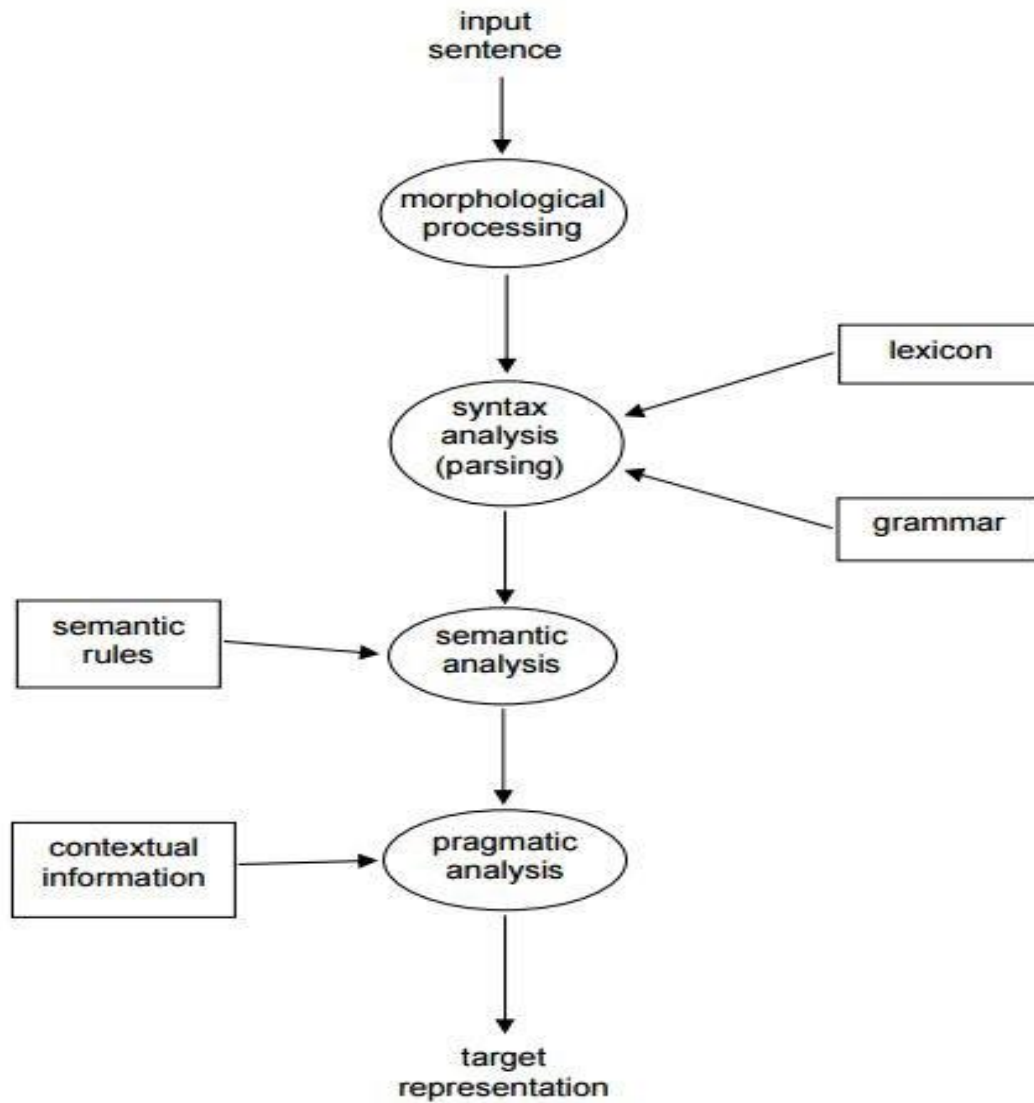 input
sentence
morphological
processing
lexicon
syntax
analysis
(parsing)
grammar
semantic
rules
semantic
analysis
contextual
information
pragmatic
analysis
target
representation